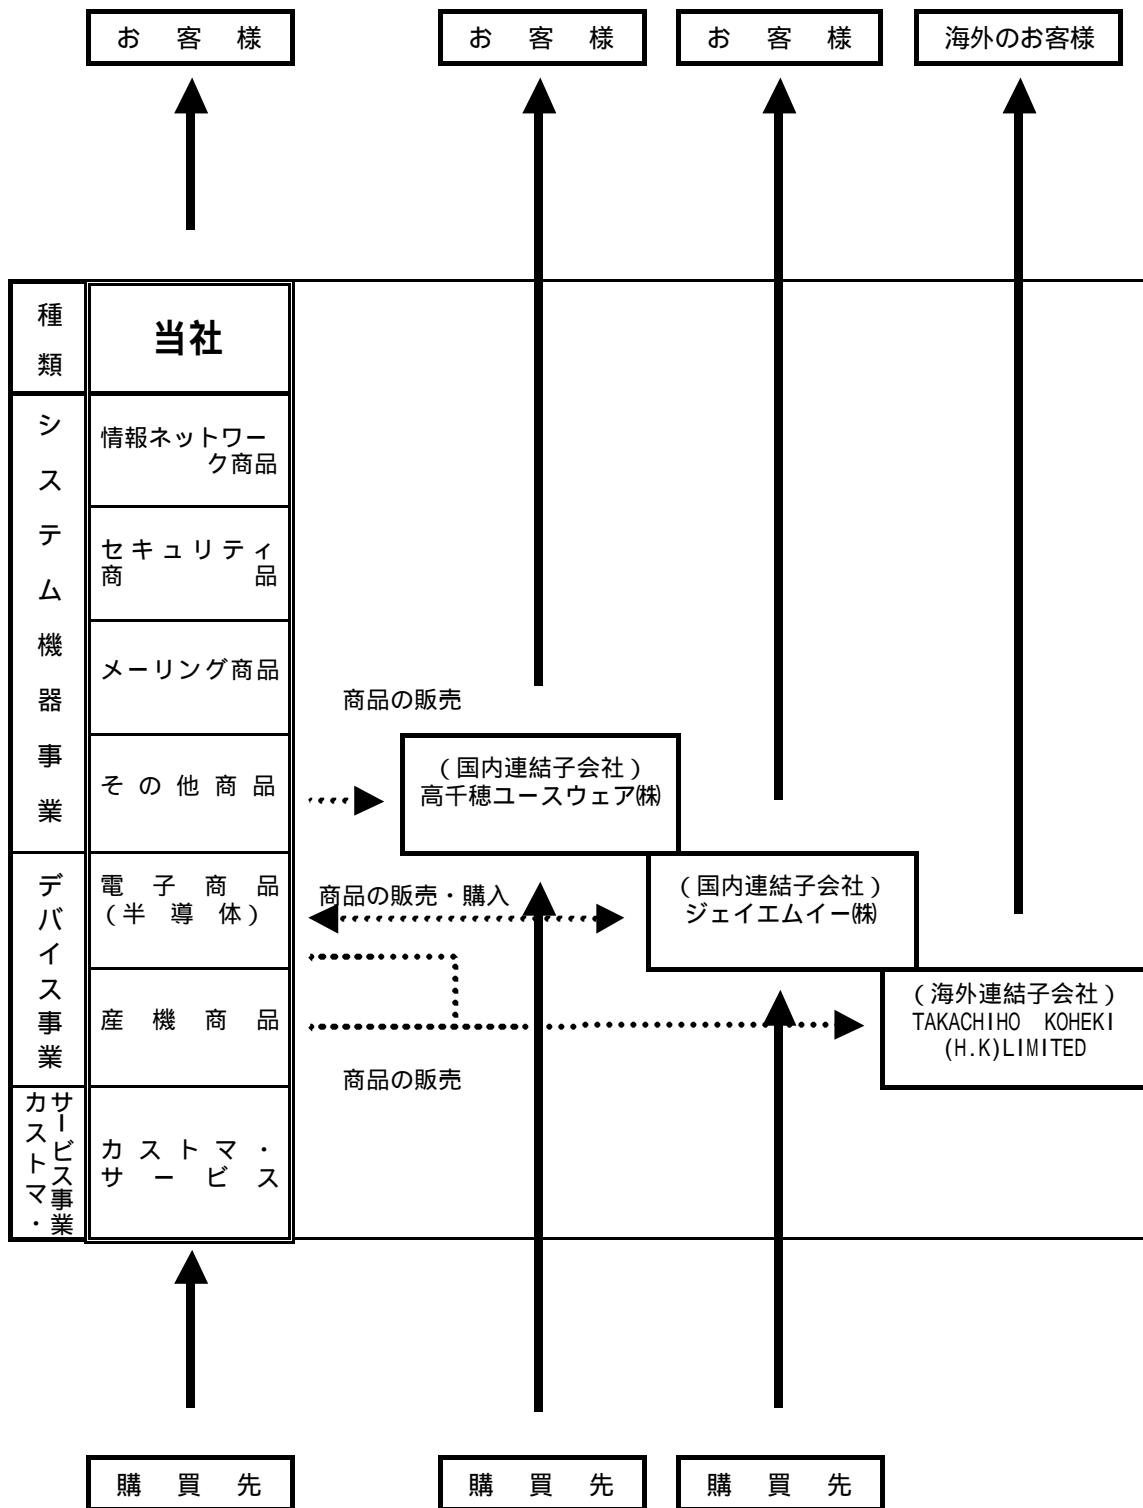 お客様 お客様 お客様 海外のお客様
種類
当社
システム機器事業
情報ネットワー
ク商品
セキュリティ
商品
メーリング商品
その他商品
商品の販売
（国内連結子会社）
高千穂ユースウェア㈱
デバイス事業
電子商品
（半導体）
商品の販売・購入
（国内連結子会社）
ジェイエムイー㈱
産機商品
（海外連結子会社）
TAKACHIHO KOHEKI
(H.K)LIMITED
商品の販売
カストマ・
サービス事業
カストマ・
サービス
購買先 購買先 購買先